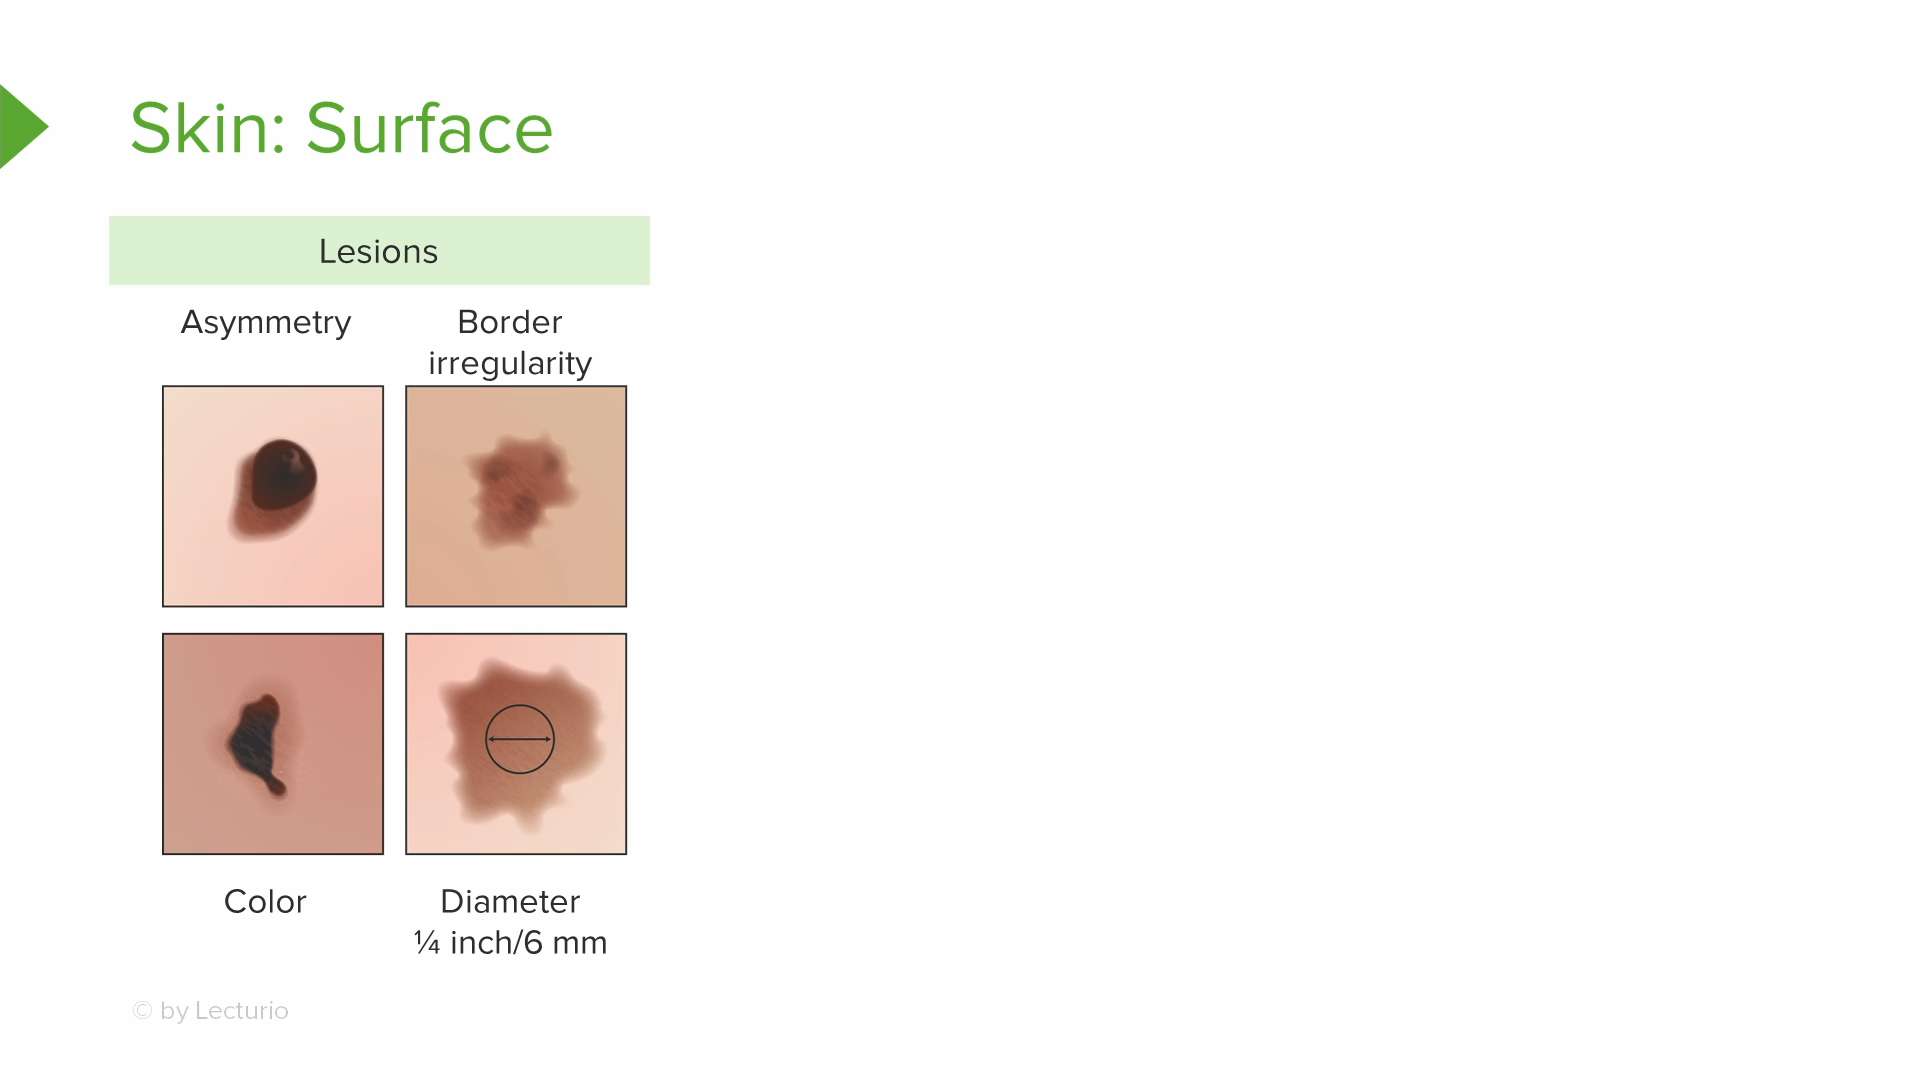 Skin: Surface
Lesions
Asymmetry
Border
irregularity
Color
Diameter
¼ inch/6 mm
© by Lecturio